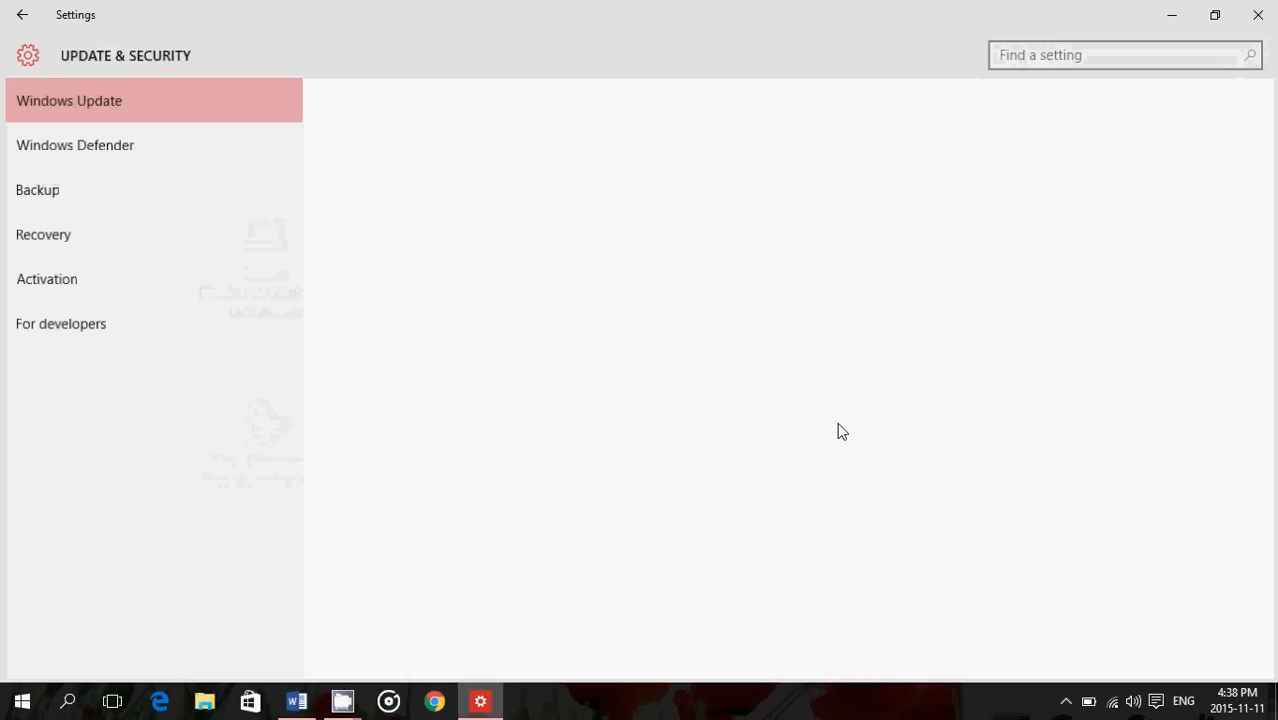 Settings
UPDATE & SECURITY
Find a setting
Windows Update
Windows Defender
Backup
Recovery
Activation
For developers
ENG
4:38 PM
2015-11-11